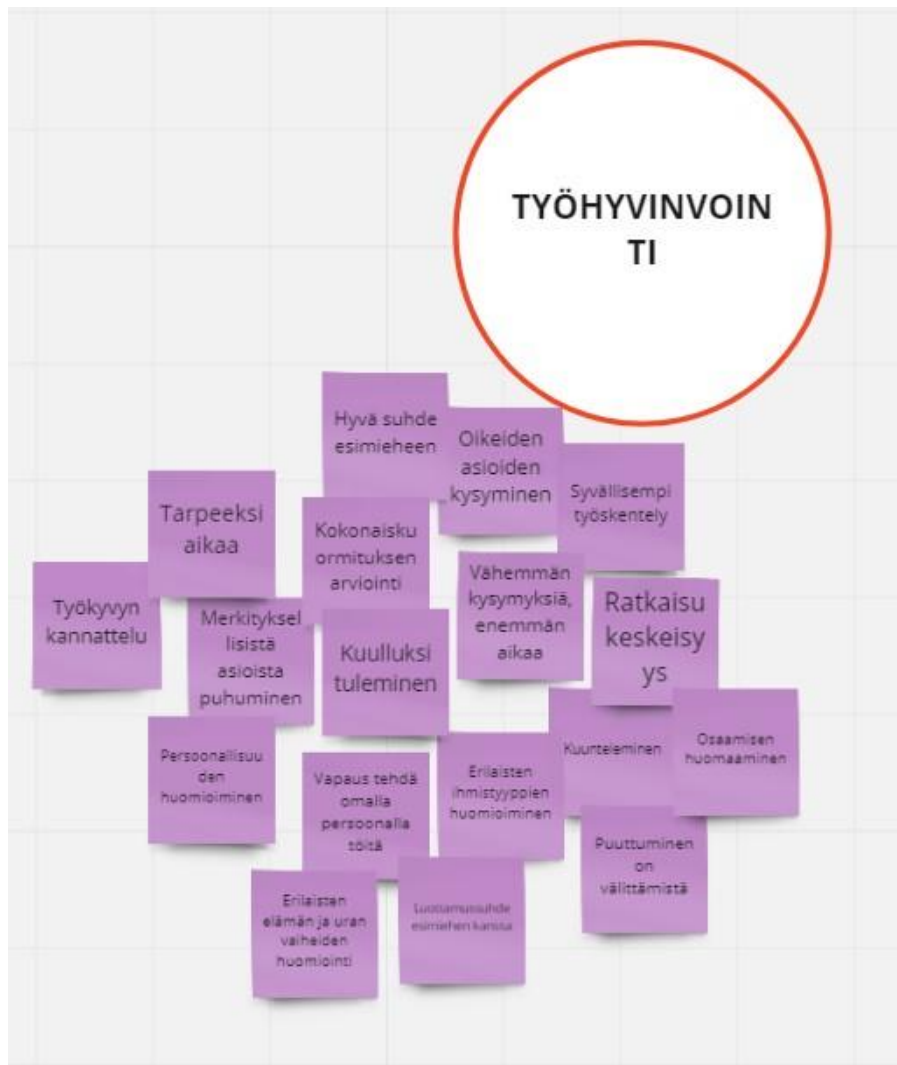 TYÖHYVINVOIN
TI
Hyvä suhde
esimieheen
Oikeiden
asioiden
kysyminen
Syvällisempi
työskentely
Tarpeeksi
aikaa
Kokonaisku
ormituksen
arviointi
Vähemmän
kysymyksiä,
enemmän
aikaa
Ratkaisu
keskeisy
ys
Työkyvyn
kannattelu
Merkityksel
lisistä
asioista
puhuminen
Kuulluksi
tuleminen
Persoonallisuu
den
huomioiminen
Vapaus tehdä
omalla
persoonalla
töitä
Erilaisten
ihmistyyppien
huomioiminen
Kuunteleminen
Osaamisen
huomaaminen
Puuttuminen
on
välittämistä
Erilaisten
elämän ja uran
vaiheiden
huomiointi
Luottamussuhde
esimiehen kanssa